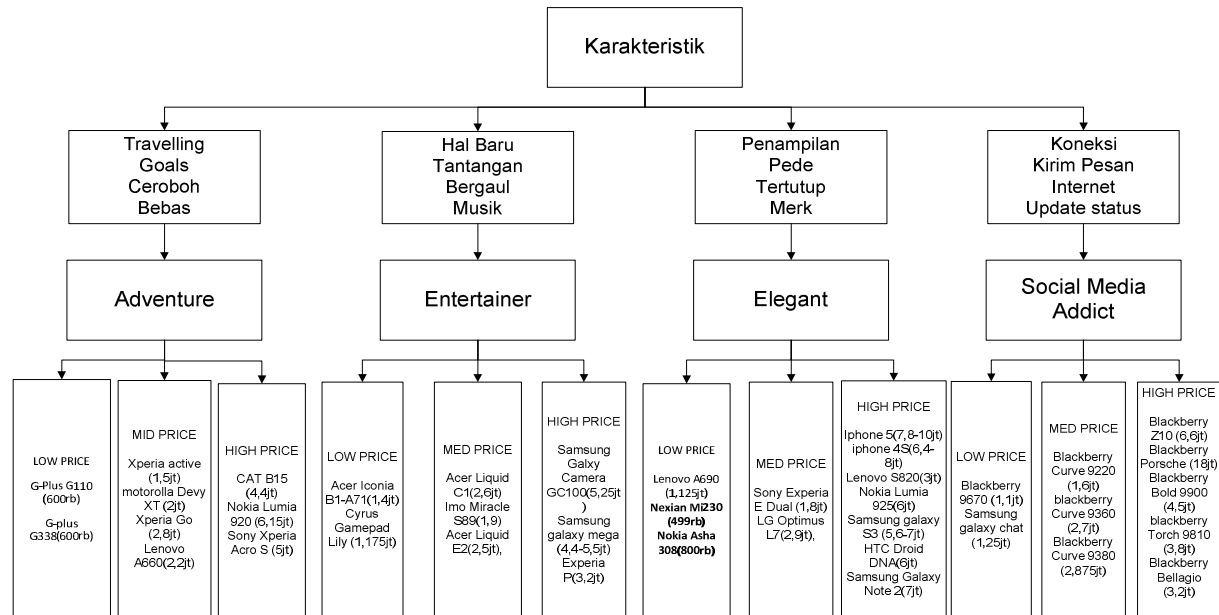 Karakteristik
Travelling
Goals
Ceroboh
Bebas
Hal Baru
Tantangan
Bergaul
Musik
Penampilan
Pede
Tertutup
Merk
Koneksi
Kirim Pesan
Internet
Update status
Adventure
Entertainer
Elegant
Social Media
Addict
LOW PRICE
G-Plus G110
(600rb)
G-plus
G338(600rb)
MID PRICE
Xperia active
(1,5jt)
motorolla Devy
XT (2jt)
Xperia Go
(2,8jt)
Lenovo
A660(2,2jt)
HIGH PRICE
CAT B15
(4,4jt)
Nokia Lumia
920 (6,15jt)
Sony Xperia
Acro S (5jt)
LOW PRICE
Acer Iconia
B1-A71(1,4jt)
Cyrus
Gamepad
Lily (1,175jt)
MED PRICE
Acer Liquid
C1(2,6jt)
Imo Miracle
S89(1,9)
Acer Liquid
E2(2,5jt),
HIGH PRICE
Samsung
Galxy
Camera
GC100(5,25jt
)
Samsung
galaxy mega
(4,4-5,5jt)
Experia
P(3,2jt)
LOW PRICE
Lenovo A690
(1,125jt)
Nexian Mi230
(499rb)
Nokia Asha
308(800rb)
MED PRICE
Sony Experia
E Dual (1,8jt)
LG Optimus
L7(2,9jt),
HIGH PRICE
Iphone 5(7,8-10jt)
iphone 4S(6,4-
8jt)
Lenovo S820(3jt)
Nokia Lumia
925(6jt)
Samsung galaxy
S3 (5,6-7jt)
HTC Droid
DNA(6jt)
Samsung Galaxy
Note 2(7jt)
LOW PRICE
Blackberry
9670 (1,1jt)
Samsung
galaxy chat
(1,25jt)
MED PRICE
Blackberry
Curve 9220
(1,6jt)
blackberry
Curve 9360
(2,7jt)
Blackberry
Curve 9380
(2,875jt)
HIGH PRICE
Blackberry
Z10 (6,6jt)
Blackberry
Porsche (18jt)
Blackberry
Bold 9900
(4,5jt)
blackberry
Torch 9810
(3,8jt)
Blackberry
Bellagio
(3,2jt)